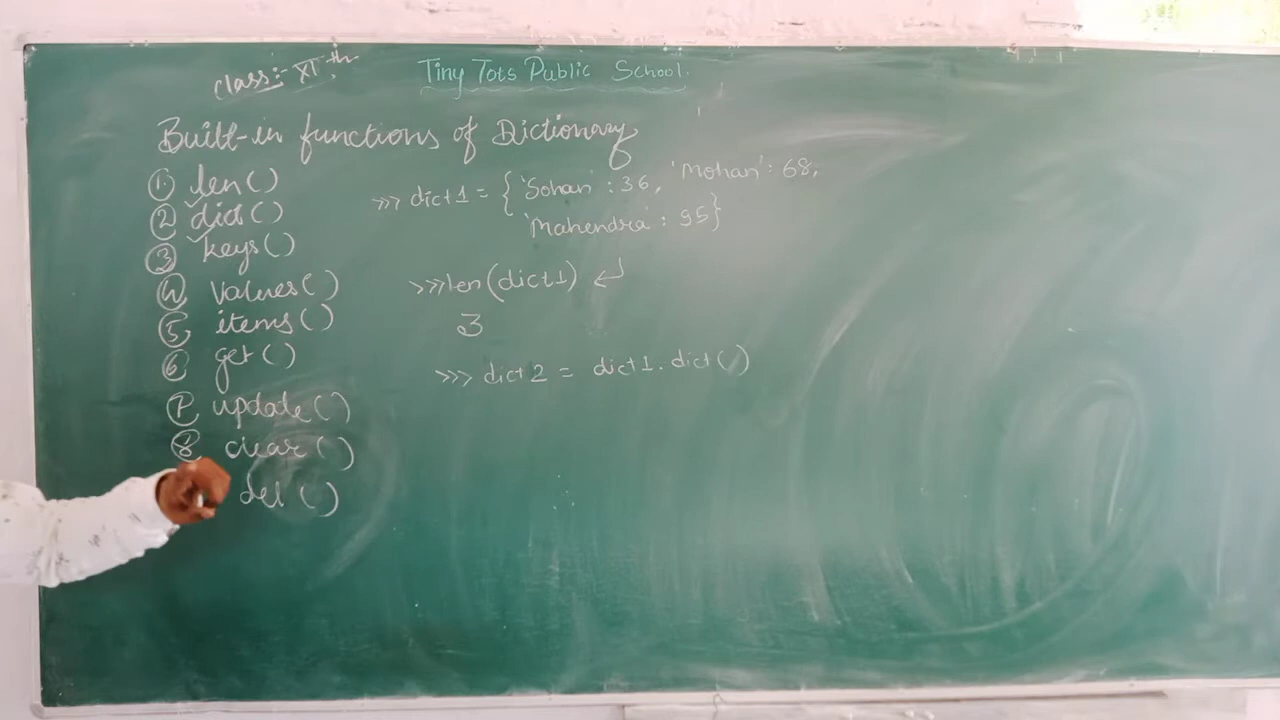 Class:- XIth
Tiny Tots Public School.
Built-in functions of Dictionary
① len()
② dict()
③ keys()
④ values()
⑤ items()
⑥ get()
⑦ update()
⑧ clear()
del()
>>> dict1 = {'Sohan' : 36, 'Mohan' : 68,
'Mahendra' : 95}
>>> len(dict1) ↵
3
>>> dict2 = dict1.dict()